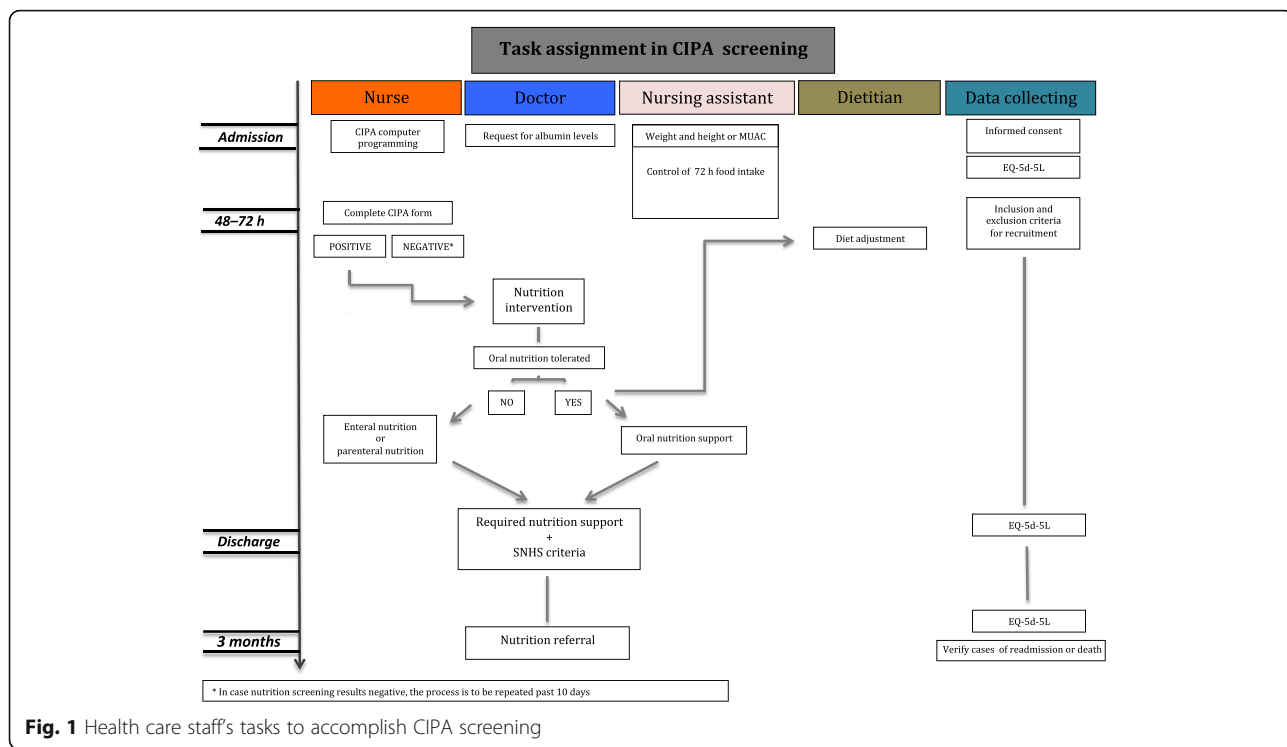 Task assignment in CIPA screening
Nurse
Doctor
Nursing assistant
Dietitian
Data collecting
Admission
CIPA computer
programming
Request for albumin levels
Weight and height or MUAC
Control of 72 h food intake
Informed consent
EQ-5d-5L
48–72 h
Complete CIPA form
POSITIVE
NEGATIVE*
Inclusion and
exclusion criteria
for recruitment
Diet adjustment
Nutrition
intervention
Oral nutrition tolerated
NO
YES
Enteral nutrition
or
parenteral nutrition
Oral nutrition support
Discharge
Required nutrition support
+
SNHS criteria
EQ-5d-5L
3 months
Nutrition referral
EQ-5d-5L
Verify cases of readmission or death
* In case nutrition screening results negative, the process is to be repeated past 10 days
Fig. 1 Health care staff's tasks to accomplish CIPA screening